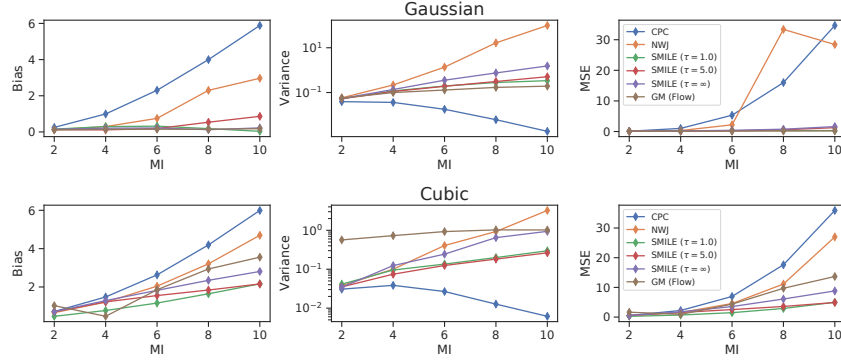 Gaussian
Bias
6
4
2
0
2 4 6 8 10
MI
Variance
10¹
10⁻¹
2 4 6 8 10
MI
MSE
30
20
10
0
2 4 6 8 10
MI
CPC
NWJ
SMILE (τ = 1.0)
SMILE (τ = 5.0)
SMILE (τ = ∞)
GM (Flow)
Cubic
Bias
6
4
2
2 4 6 8 10
MI
Variance
10⁰
10⁻¹
10⁻²
2 4 6 8 10
MI
MSE
30
20
10
0
2 4 6 8 10
MI
CPC
NWJ
SMILE (τ = 1.0)
SMILE (τ = 5.0)
SMILE (τ = ∞)
GM (Flow)